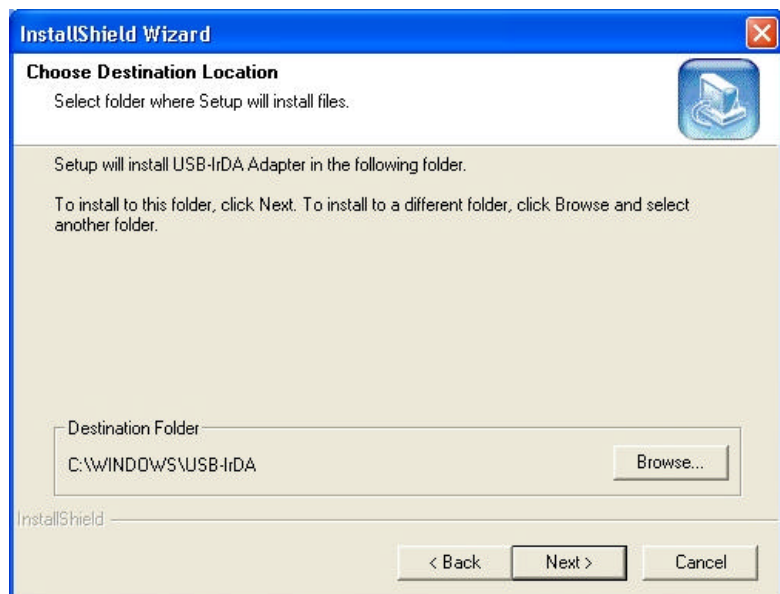 InstallShield Wizard
Choose Destination Location
Select folder where Setup will install files.
Setup will install USB-IrDA Adapter in the following folder.
To install to this folder, click Next. To install to a different folder, click Browse and select
another folder.
Destination Folder
C:\WINDOWS\USB-IrDA
Browse...
InstallShield
< Back
Next >
Cancel